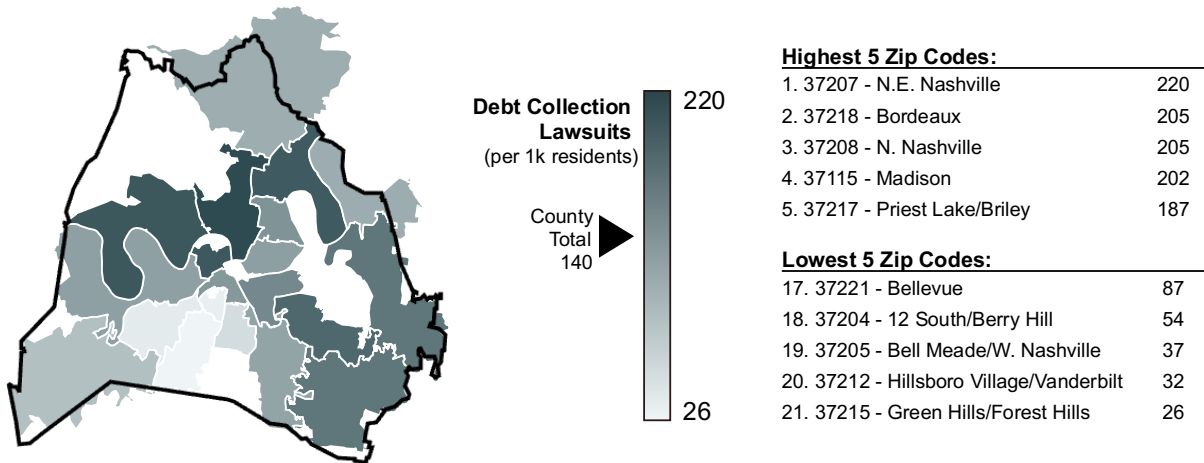 Debt Collection
Lawsuits
(per 1k residents)
220
County
Total
140
26
Highest 5 Zip Codes:
1. 37207 - N.E. Nashville 220
2. 37218 - Bordeaux 205
3. 37208 - N. Nashville 205
4. 37115 - Madison 202
5. 37217 - Priest Lake/Briley 187
Lowest 5 Zip Codes:
17. 37221 - Bellevue 87
18. 37204 - 12 South/Berry Hill 54
19. 37205 - Bell Meade/W. Nashville 37
20. 37212 - Hillsboro Village/Vanderbilt 32
21. 37215 - Green Hills/Forest Hills 26